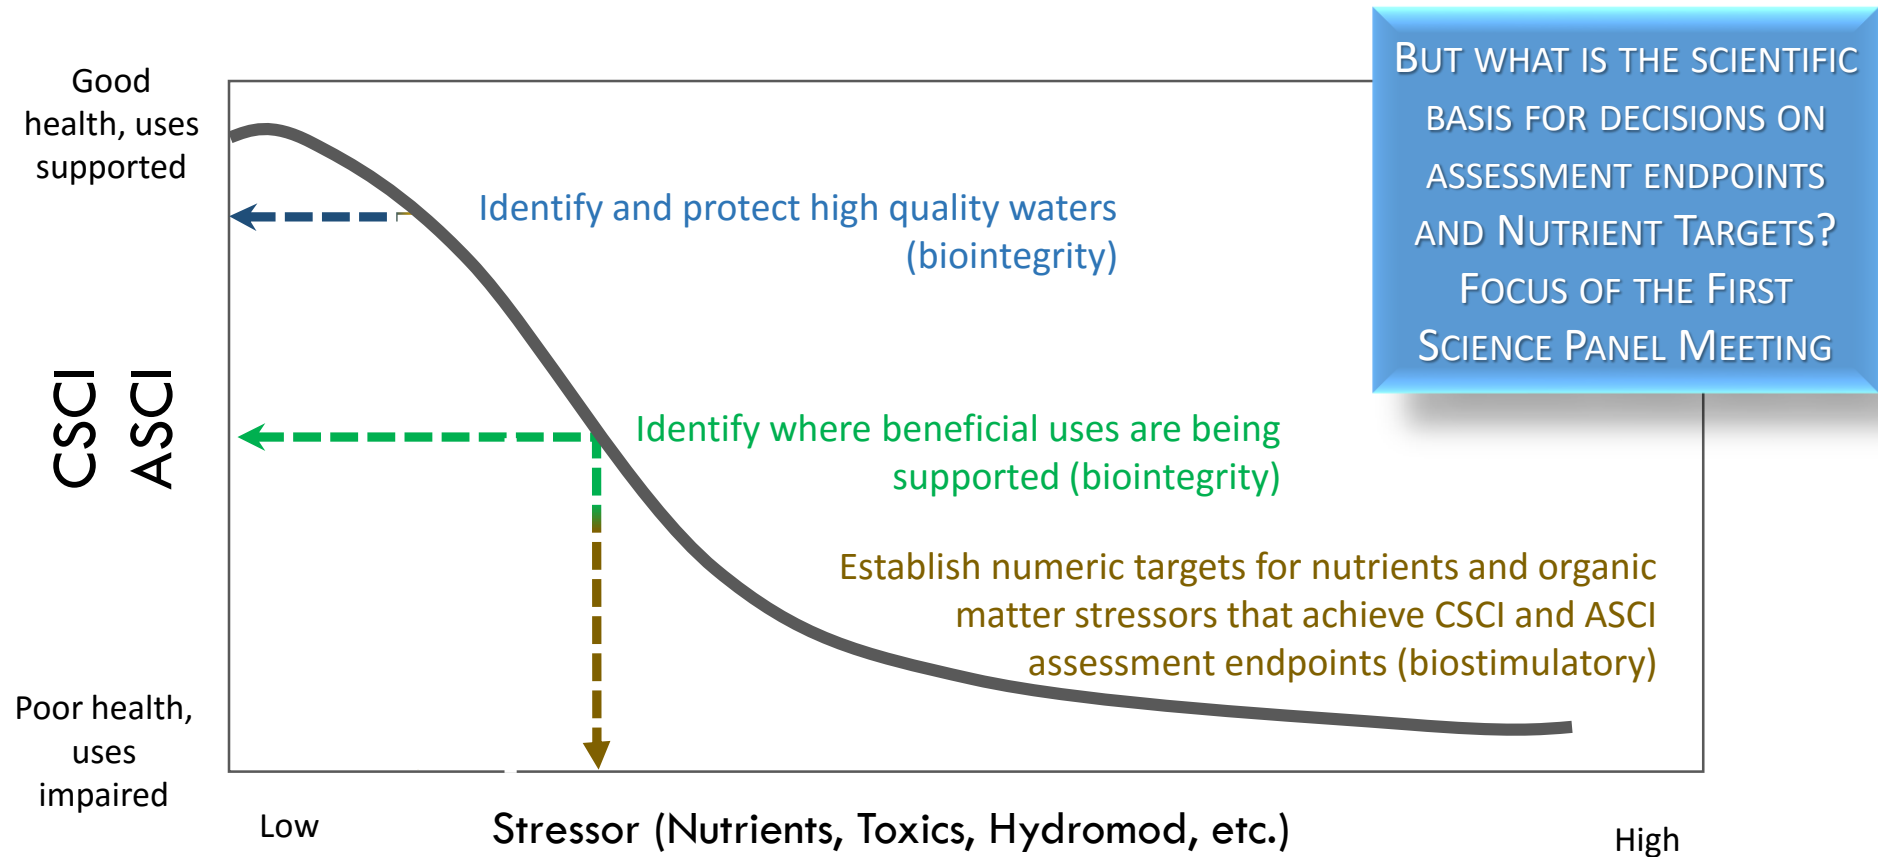 Good
health, uses
supported
CSCI
ASCI
Poor health,
uses
impaired
Identify and protect high quality waters
(biointegrity)
Identify where beneficial uses are being
supported (biointegrity)
Establish numeric targets for nutrients and organic
matter stressors that achieve CSCI and ASCI
assessment endpoints (biostimulatory)
BUT WHAT IS THE SCIENTIFIC
BASIS FOR DECISIONS ON
ASSESSMENT ENDPOINTS
AND NUTRIENT TARGETS?
FOCUS OF THE FIRST
SCIENCE PANEL MEETING
Low
Stressor (Nutrients, Toxics, Hydromod, etc.)
High